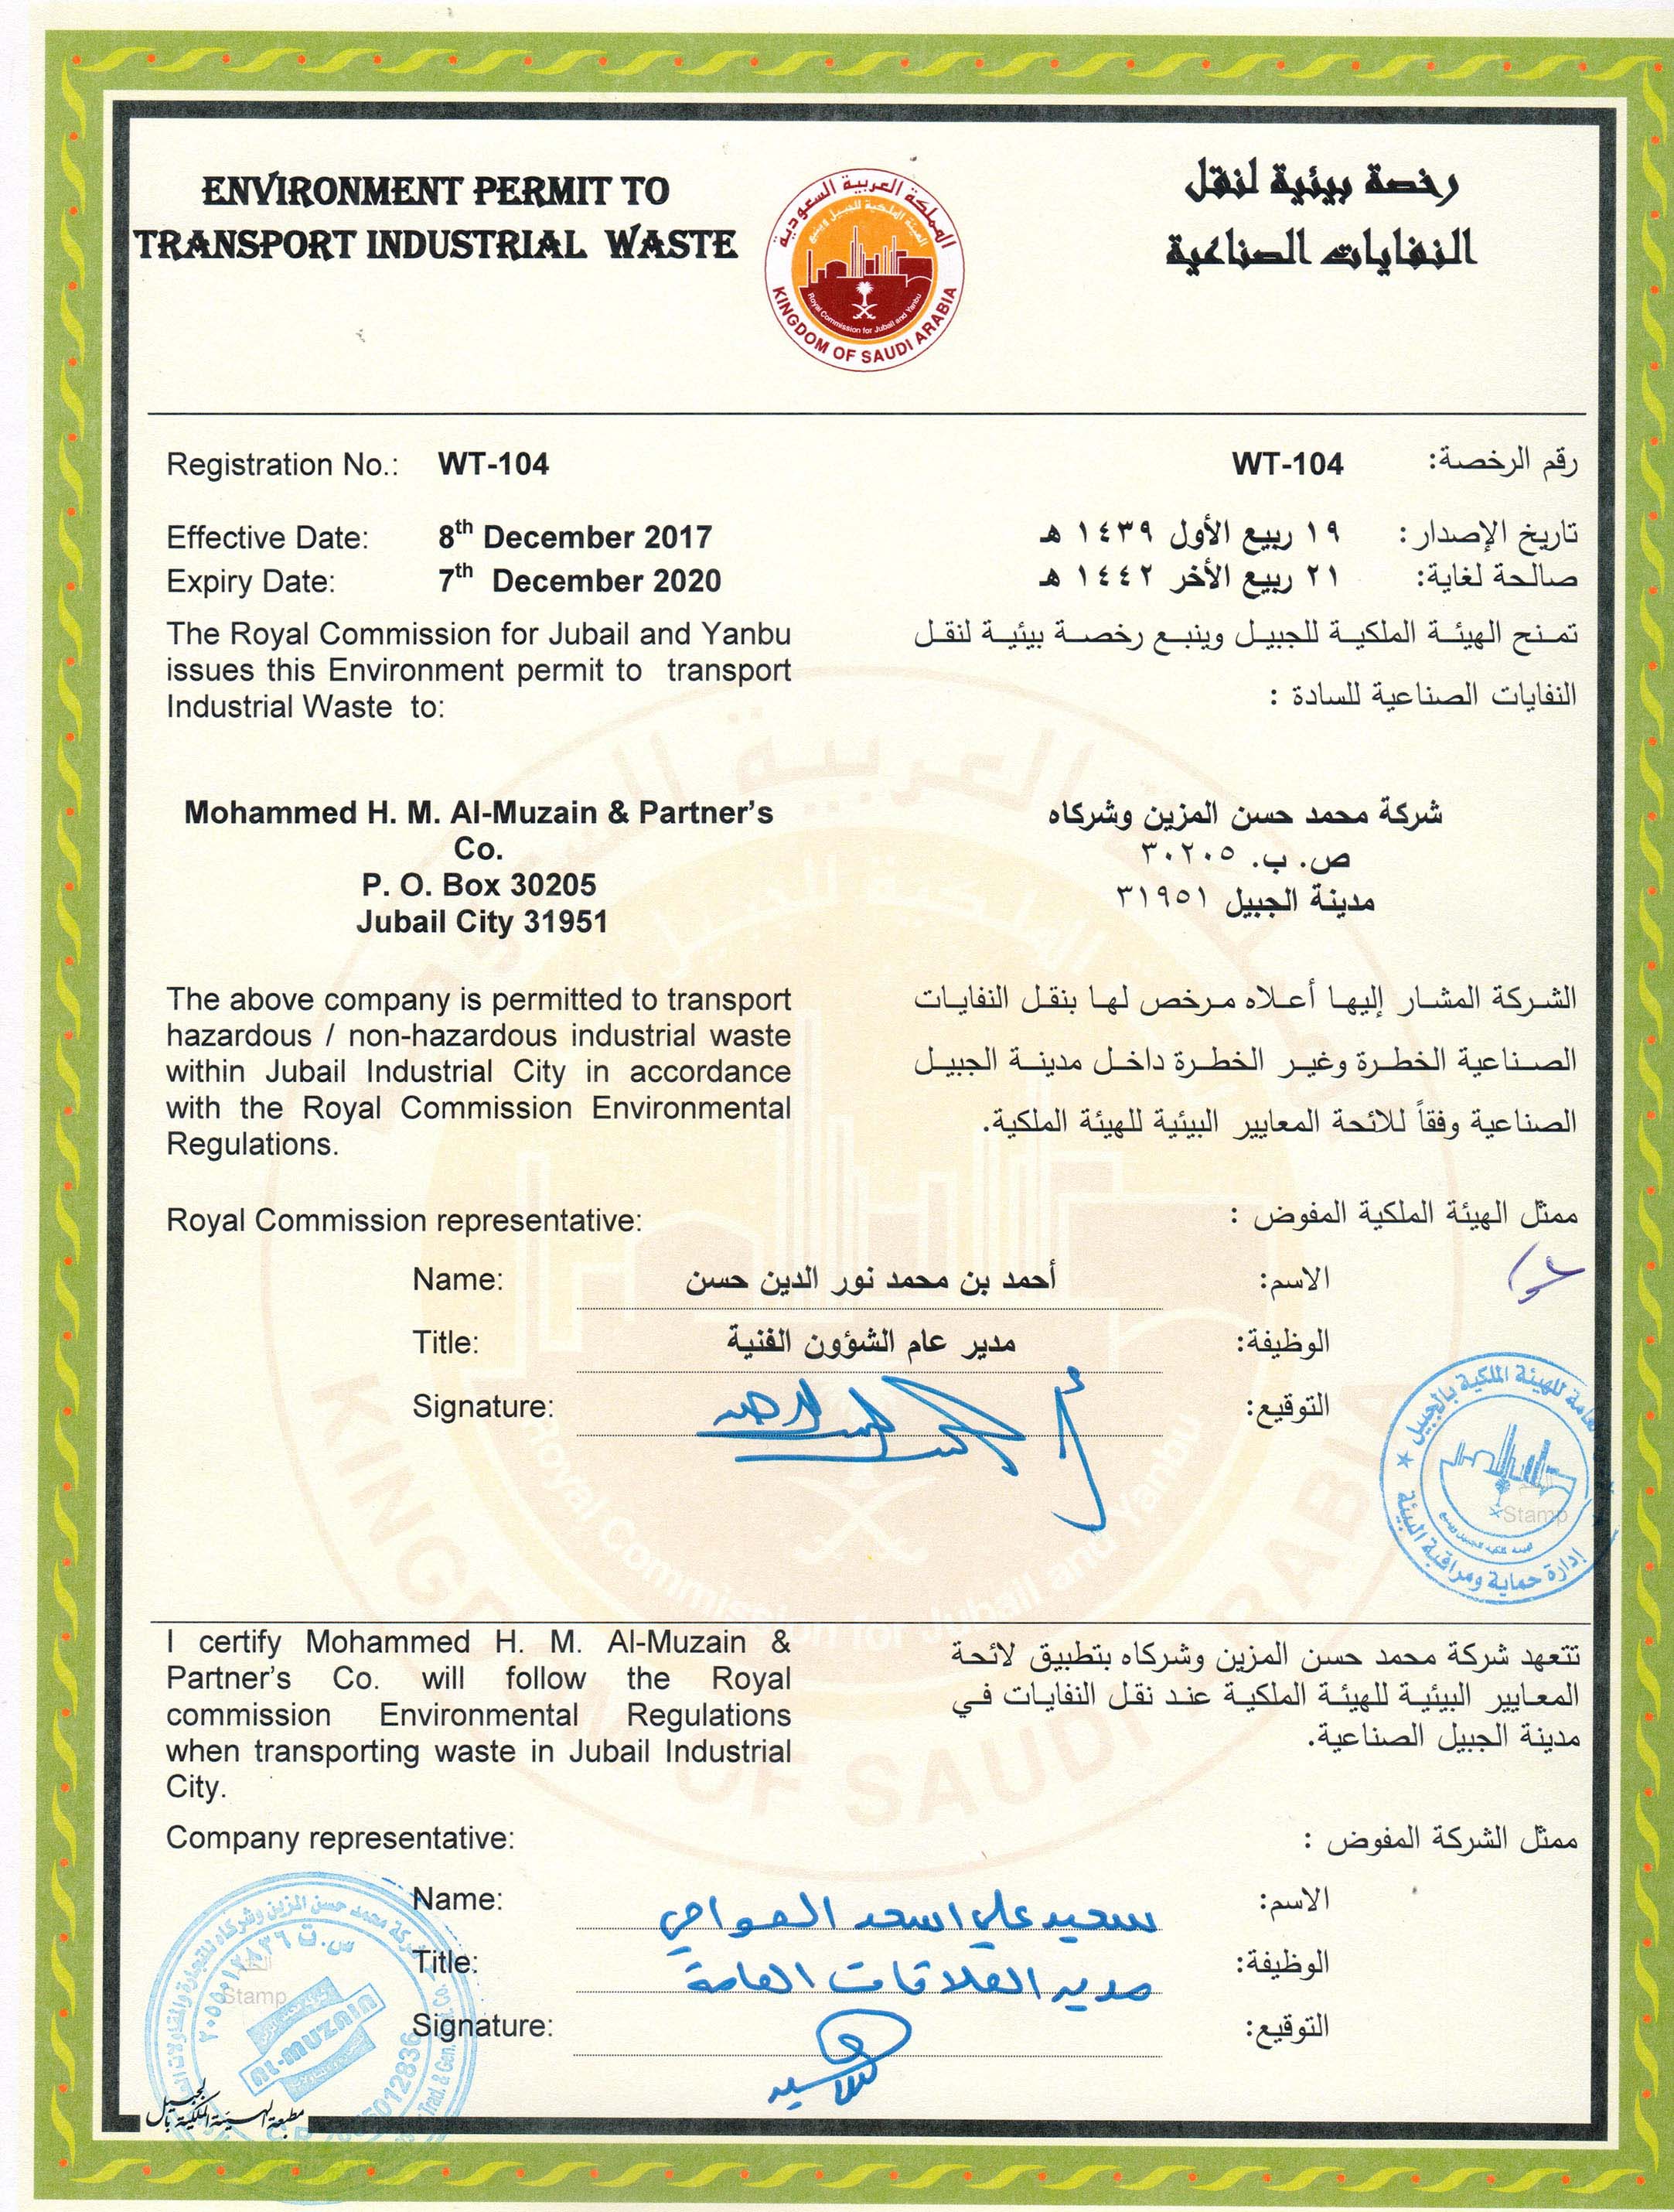 ENVIRONMENT PERMIT TO
TRANSPORT INDUSTRIAL WASTE
المملكة العربية السعودية
الهيئة الملكية للجبيل وينبع
Royal Commission for Jubail and Yanbu
KINGDOM OF SAUDI ARABIA
رخصة بيئية لنقل
النفايات الصناعية
Registration No.: WT-104
رقم الرخصة: WT-104
Effective Date: 8th December 2017
تاريخ الإصدار: ١٩ ربيع الأول ١٤٣٩ هـ
Expiry Date: 7th December 2020
صالحة لغاية: ٢١ ربيع الأخر ١٤٤٢ هـ
The Royal Commission for Jubail and Yanbu
issues this Environment permit to transport
Industrial Waste to:
تمنح الهيئة الملكية للجبيل وينبع رخصة بيئية لنقل
النفايات الصناعية للسادة :
Mohammed H. M. Al-Muzain & Partner's
Co.
P. O. Box 30205
Jubail City 31951
شركة محمد حسن المزين وشركاه
ص. ب. ٣٠٢٠٥
مدينة الجبيل ٣١٩٥١
The above company is permitted to transport
hazardous / non-hazardous industrial waste
within Jubail Industrial City in accordance
with the Royal Commission Environmental
Regulations.
الشركة المشار إليها أعلاه مرخص لها بنقل النفايات
الصناعية الخطرة وغير الخطرة داخل مدينة الجبيل
الصناعية وفقاً للائحة المعايير البيئية للهيئة الملكية.
Royal Commission representative:
ممثل الهيئة الملكية المفوض :
Name: أحمد بن محمد نور الدين حسن الاسم:
Title: مدير عام الشؤون الفنية الوظيفة:
Signature: التوقيع:
للهيئة الملكية بالجبيل
إدارة حماية ومراقبة البيئة
Stamp
I certify Mohammed H. M. Al-Muzain &
Partner's Co. will follow the Royal
commission Environmental Regulations
when transporting waste in Jubail Industrial
City.
تتعهد شركة محمد حسن المزين وشركاه بتطبيق لائحة
المعايير البيئية للهيئة الملكية عند نقل النفايات في
مدينة الجبيل الصناعية.
Company representative:
ممثل الشركة المفوض :
Name: سعيد علي اسعد الاسم:
Title: مدير العلاقات العامة الوظيفة:
Signature: التوقيع:
شركة محمد حسن المزين وشركاه للتجارة والمقاولات
س.ت
Stamp
AL-MUZAIN
مطبعة الهيئة الملكية بالجبيل